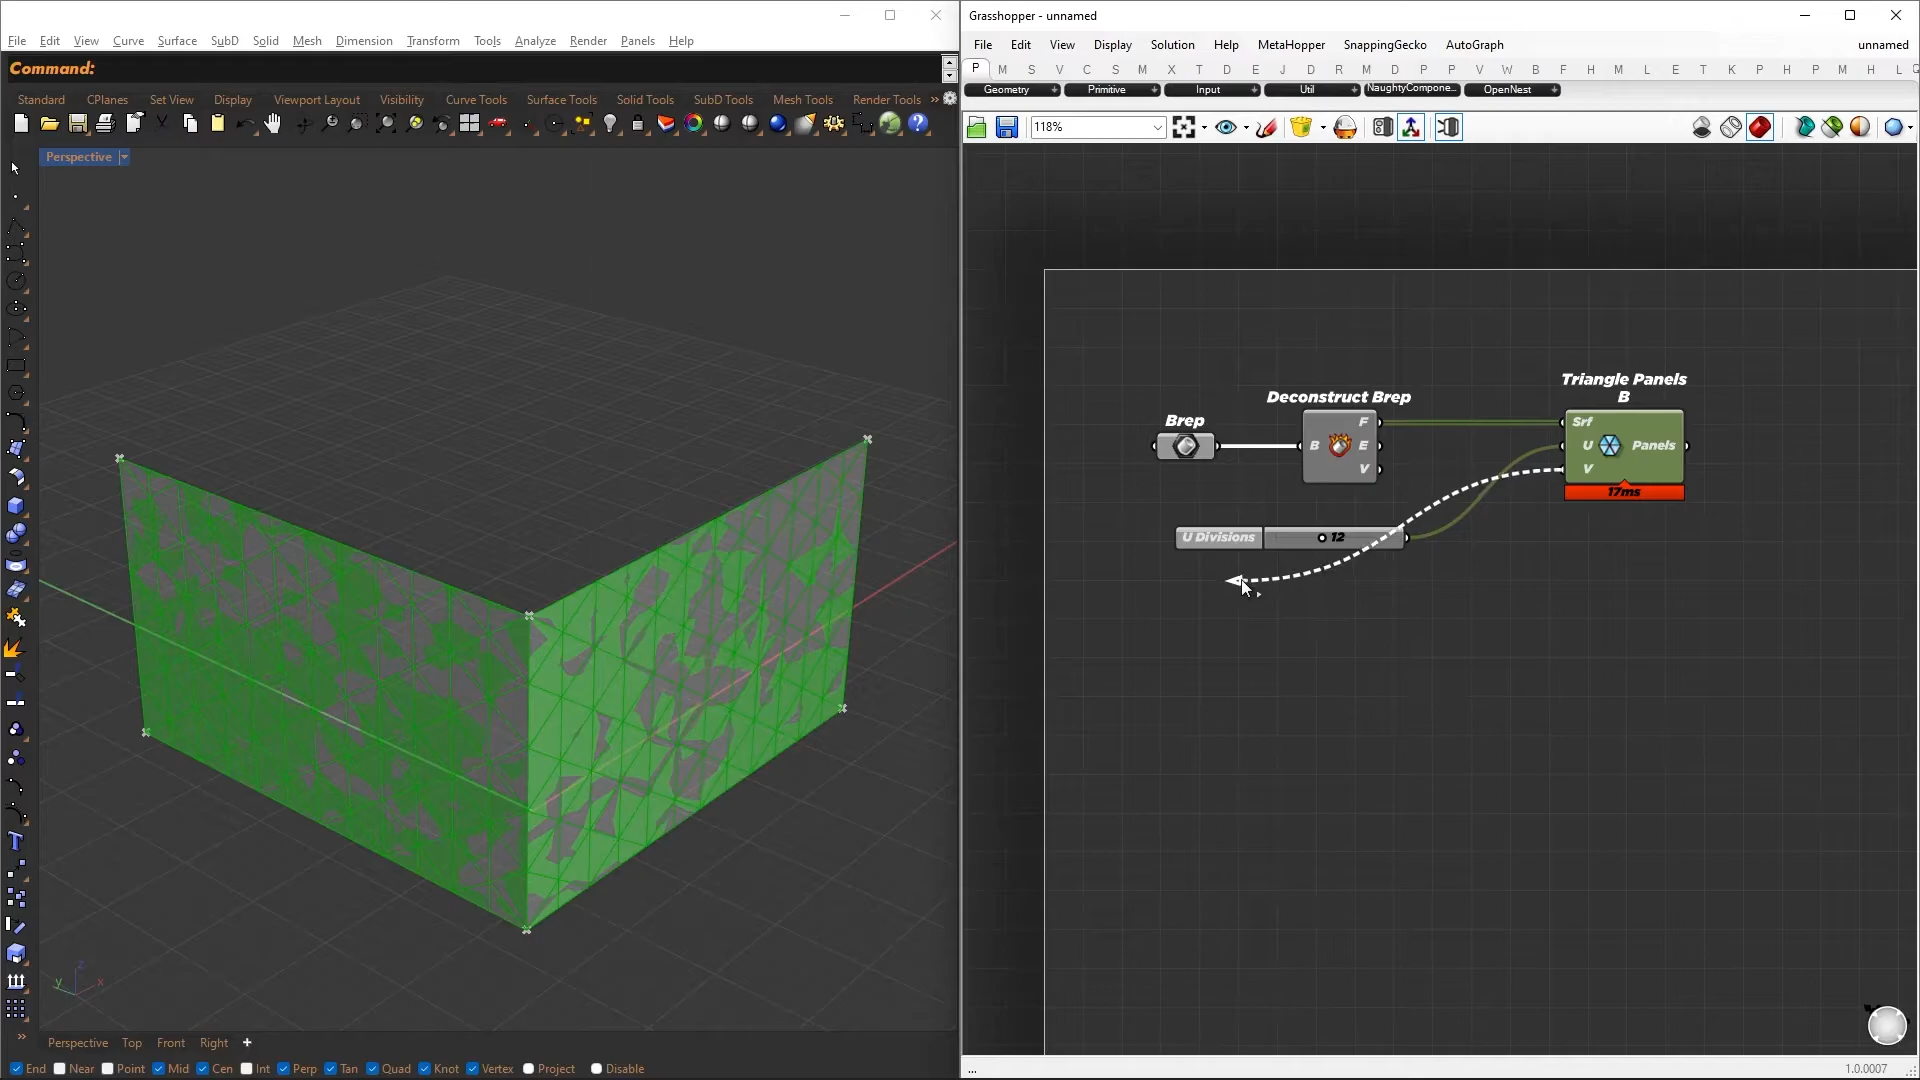 File Edit View Curve Surface SubD Solid Mesh Dimension Transform Tools Analyze Render Panels Help
Command:
Standard CPlanes Set View Display Viewport Layout Visibility Curve Tools Surface Tools Solid Tools SubD Tools Mesh Tools Render Tools »
Perspective
z
y
x
Perspective Top Front Right +
End Near Point Mid Cen Int Perp Tan Quad Knot Vertex Project Disable
Grasshopper - unnamed
File Edit View Display Solution Help MetaHopper SnappingGecko AutoGraph unnamed
P M S V C S M X T D E J D R M D P P V W B F H M L E T K P H P M H L
Geometry Primitive Input Util NaughtyCompone... OpenNest
118%
Triangle Panels
B
Deconstruct Brep
Brep
F
B E
V
Srf
U Panels
V
17ms
U Divisions 12
... 1.0.0007